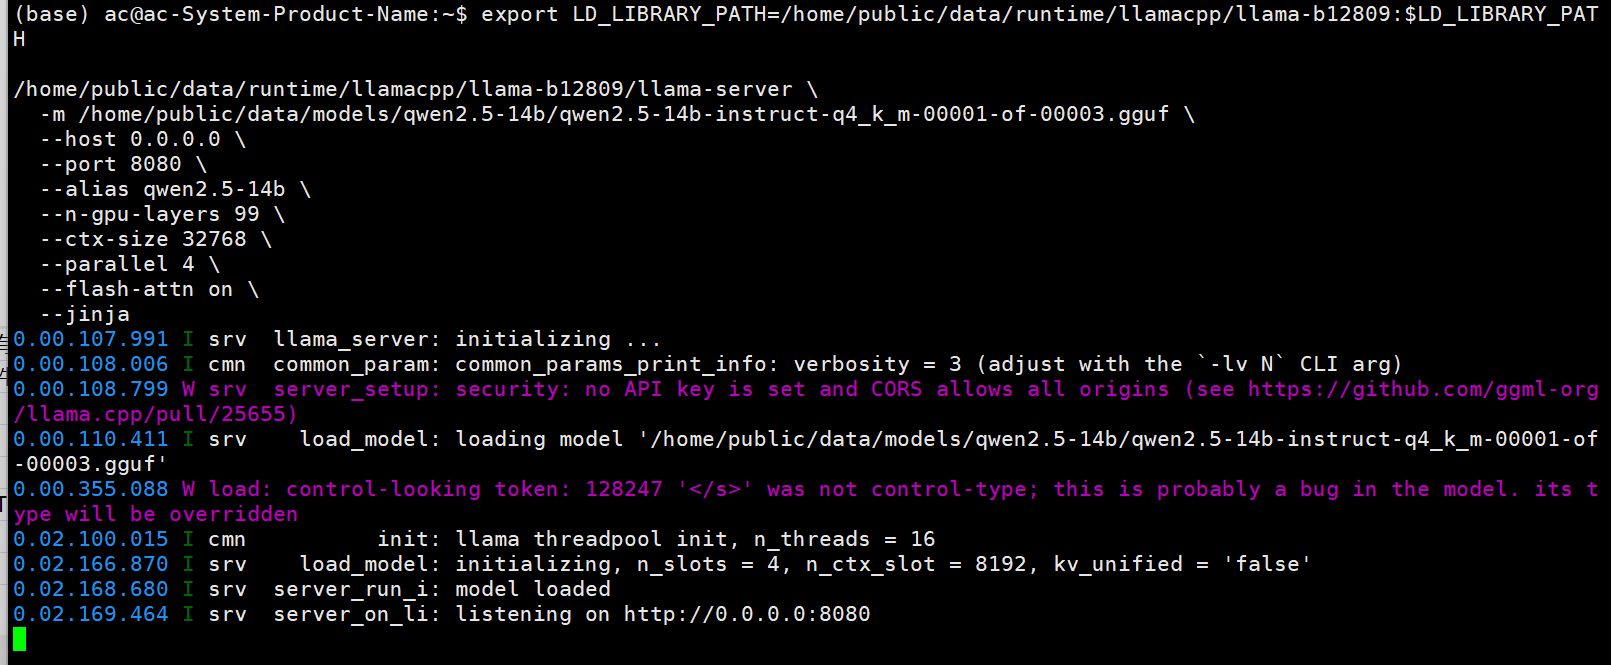 (base) ac@ac-System-Product-Name:~$ export LD_LIBRARY_PATH=/home/public/data/runtime/llamacpp/llama-b12809:$LD_LIBRARY_PAT
H
/home/public/data/runtime/llamacpp/llama-b12809/llama-server \
  -m /home/public/data/models/qwen2.5-14b/qwen2.5-14b-instruct-q4_k_m-00001-of-00003.gguf \
  --host 0.0.0.0 \
  --port 8080 \
  --alias qwen2.5-14b \
  --n-gpu-layers 99 \
  --ctx-size 32768 \
  --parallel 4 \
  --flash-attn on \
  --jinja
0.00.107.991 I srv  llama_server: initializing ...
0.00.108.006 I cmn  common_param: common_params_print_info: verbosity = 3 (adjust with the `-lv N` CLI arg)
0.00.108.799 W srv  server_setup: security: no API key is set and CORS allows all origins (see https://github.com/ggml-org
/llama.cpp/pull/25655)
0.00.110.411 I srv    load_model: loading model '/home/public/data/models/qwen2.5-14b/qwen2.5-14b-instruct-q4_k_m-00001-of
-00003.gguf'
0.00.355.088 W load: control-looking token: 128247 '</s>' was not control-type; this is probably a bug in the model. its t
ype will be overridden
0.02.100.015 I cmn          init: llama threadpool init, n_threads = 16
0.02.166.870 I srv    load_model: initializing, n_slots = 4, n_ctx_slot = 8192, kv_unified = 'false'
0.02.168.680 I srv  server_run_i: model loaded
0.02.169.464 I srv  server_on_li: listening on http://0.0.0.0:8080